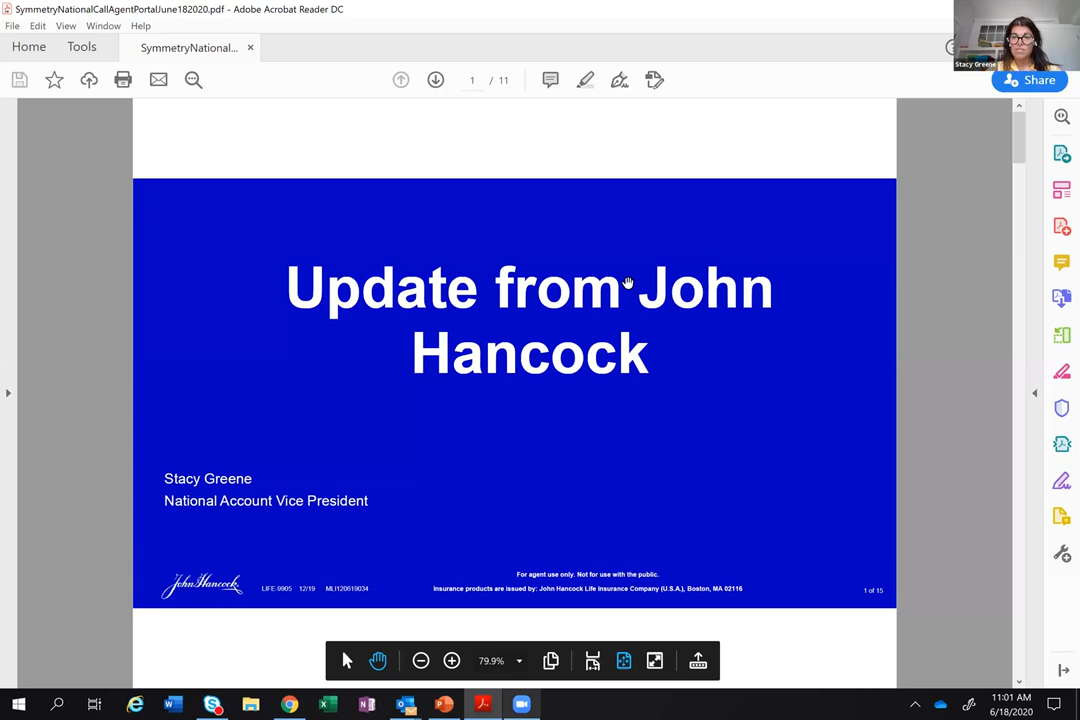 SymmetryNationalCallAgentPortalJune182020.pdf - Adobe Acrobat Reader DC
File Edit View Window Help
Home Tools SymmetryNational... ×
1 / 11
Share
Stacy Greene
Update from John
Hancock
Stacy Greene
National Account Vice President
John Hancock
LIFE-9905 12/19 MLI120619034
For agent use only. Not for use with the public.
Insurance products are issued by: John Hancock Life Insurance Company (U.S.A.), Boston, MA 02116
1 of 15
79.9%
11:01 AM
6/18/2020